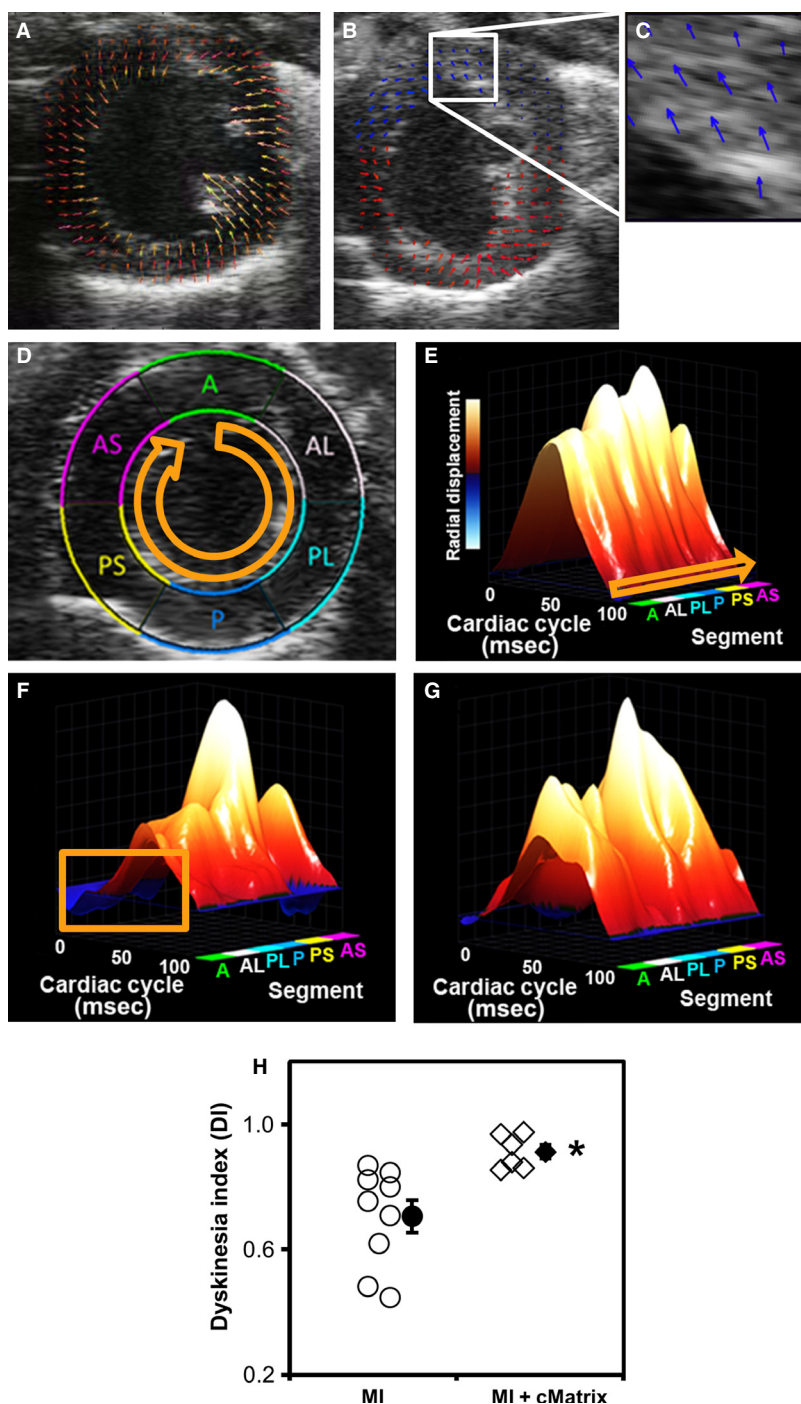 A
B
C
D
A
AS
AL
PS
PL
P
E
Radial displacement
0
50
100
Cardiac cycle
(msec)
A AL PL P PS AS
Segment
F
0
50
100
Cardiac cycle
(msec)
A AL PL P PS AS
Segment
G
0
50
100
Cardiac cycle
(msec)
A AL PL P PS AS
Segment
H
Dyskinesia index (DI)
1.0
0.6
0.2
*
MI
MI + cMatrix